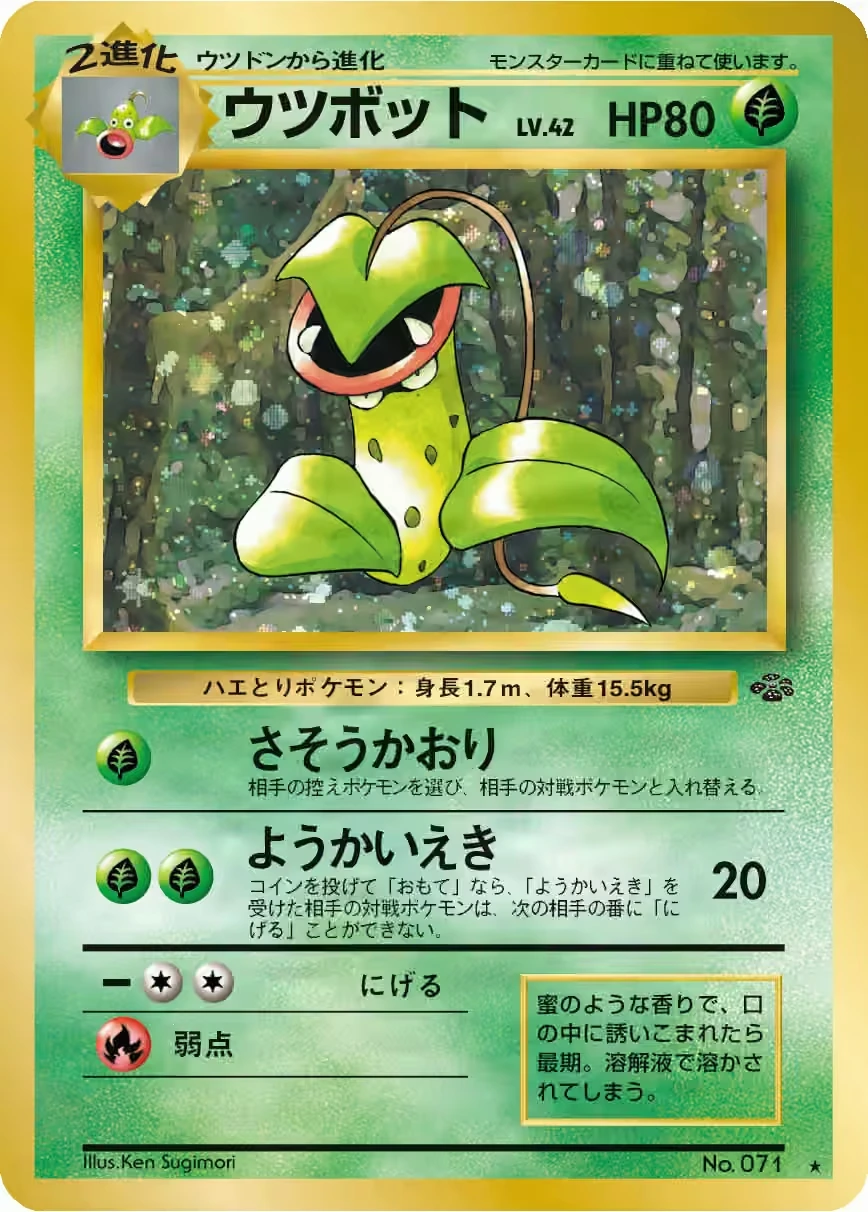 2進化
ウツドンから進化
モンスターカードに重ねて使います。
ウツボット LV.42 HP80
ハエとりポケモン：身長1.7m、体重15.5kg
さそうかおり
相手の控えポケモンを選び、相手の対戦ポケモンと入れ替える。
ようかいえき
コインを投げて「おもて」なら、「ようかいえき」を
受けた相手の対戦ポケモンは、次の相手の番に「に
げる」ことができない。
20
にげる
弱点
蜜のような香りで、口
の中に誘いこまれたら
最期。溶解液で溶かさ
れてしまう。
Illus.Ken Sugimori
No.071 ★